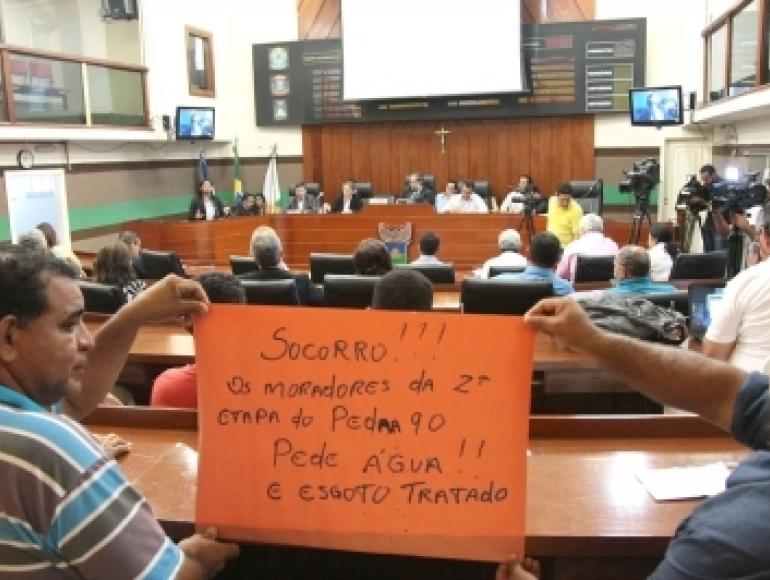 SOCORRO!!!
OS MORADORES DA 2ª
ETAPA do PEDRA 90
PEDE ÁGUA!!
E ESGOTO TRATADO